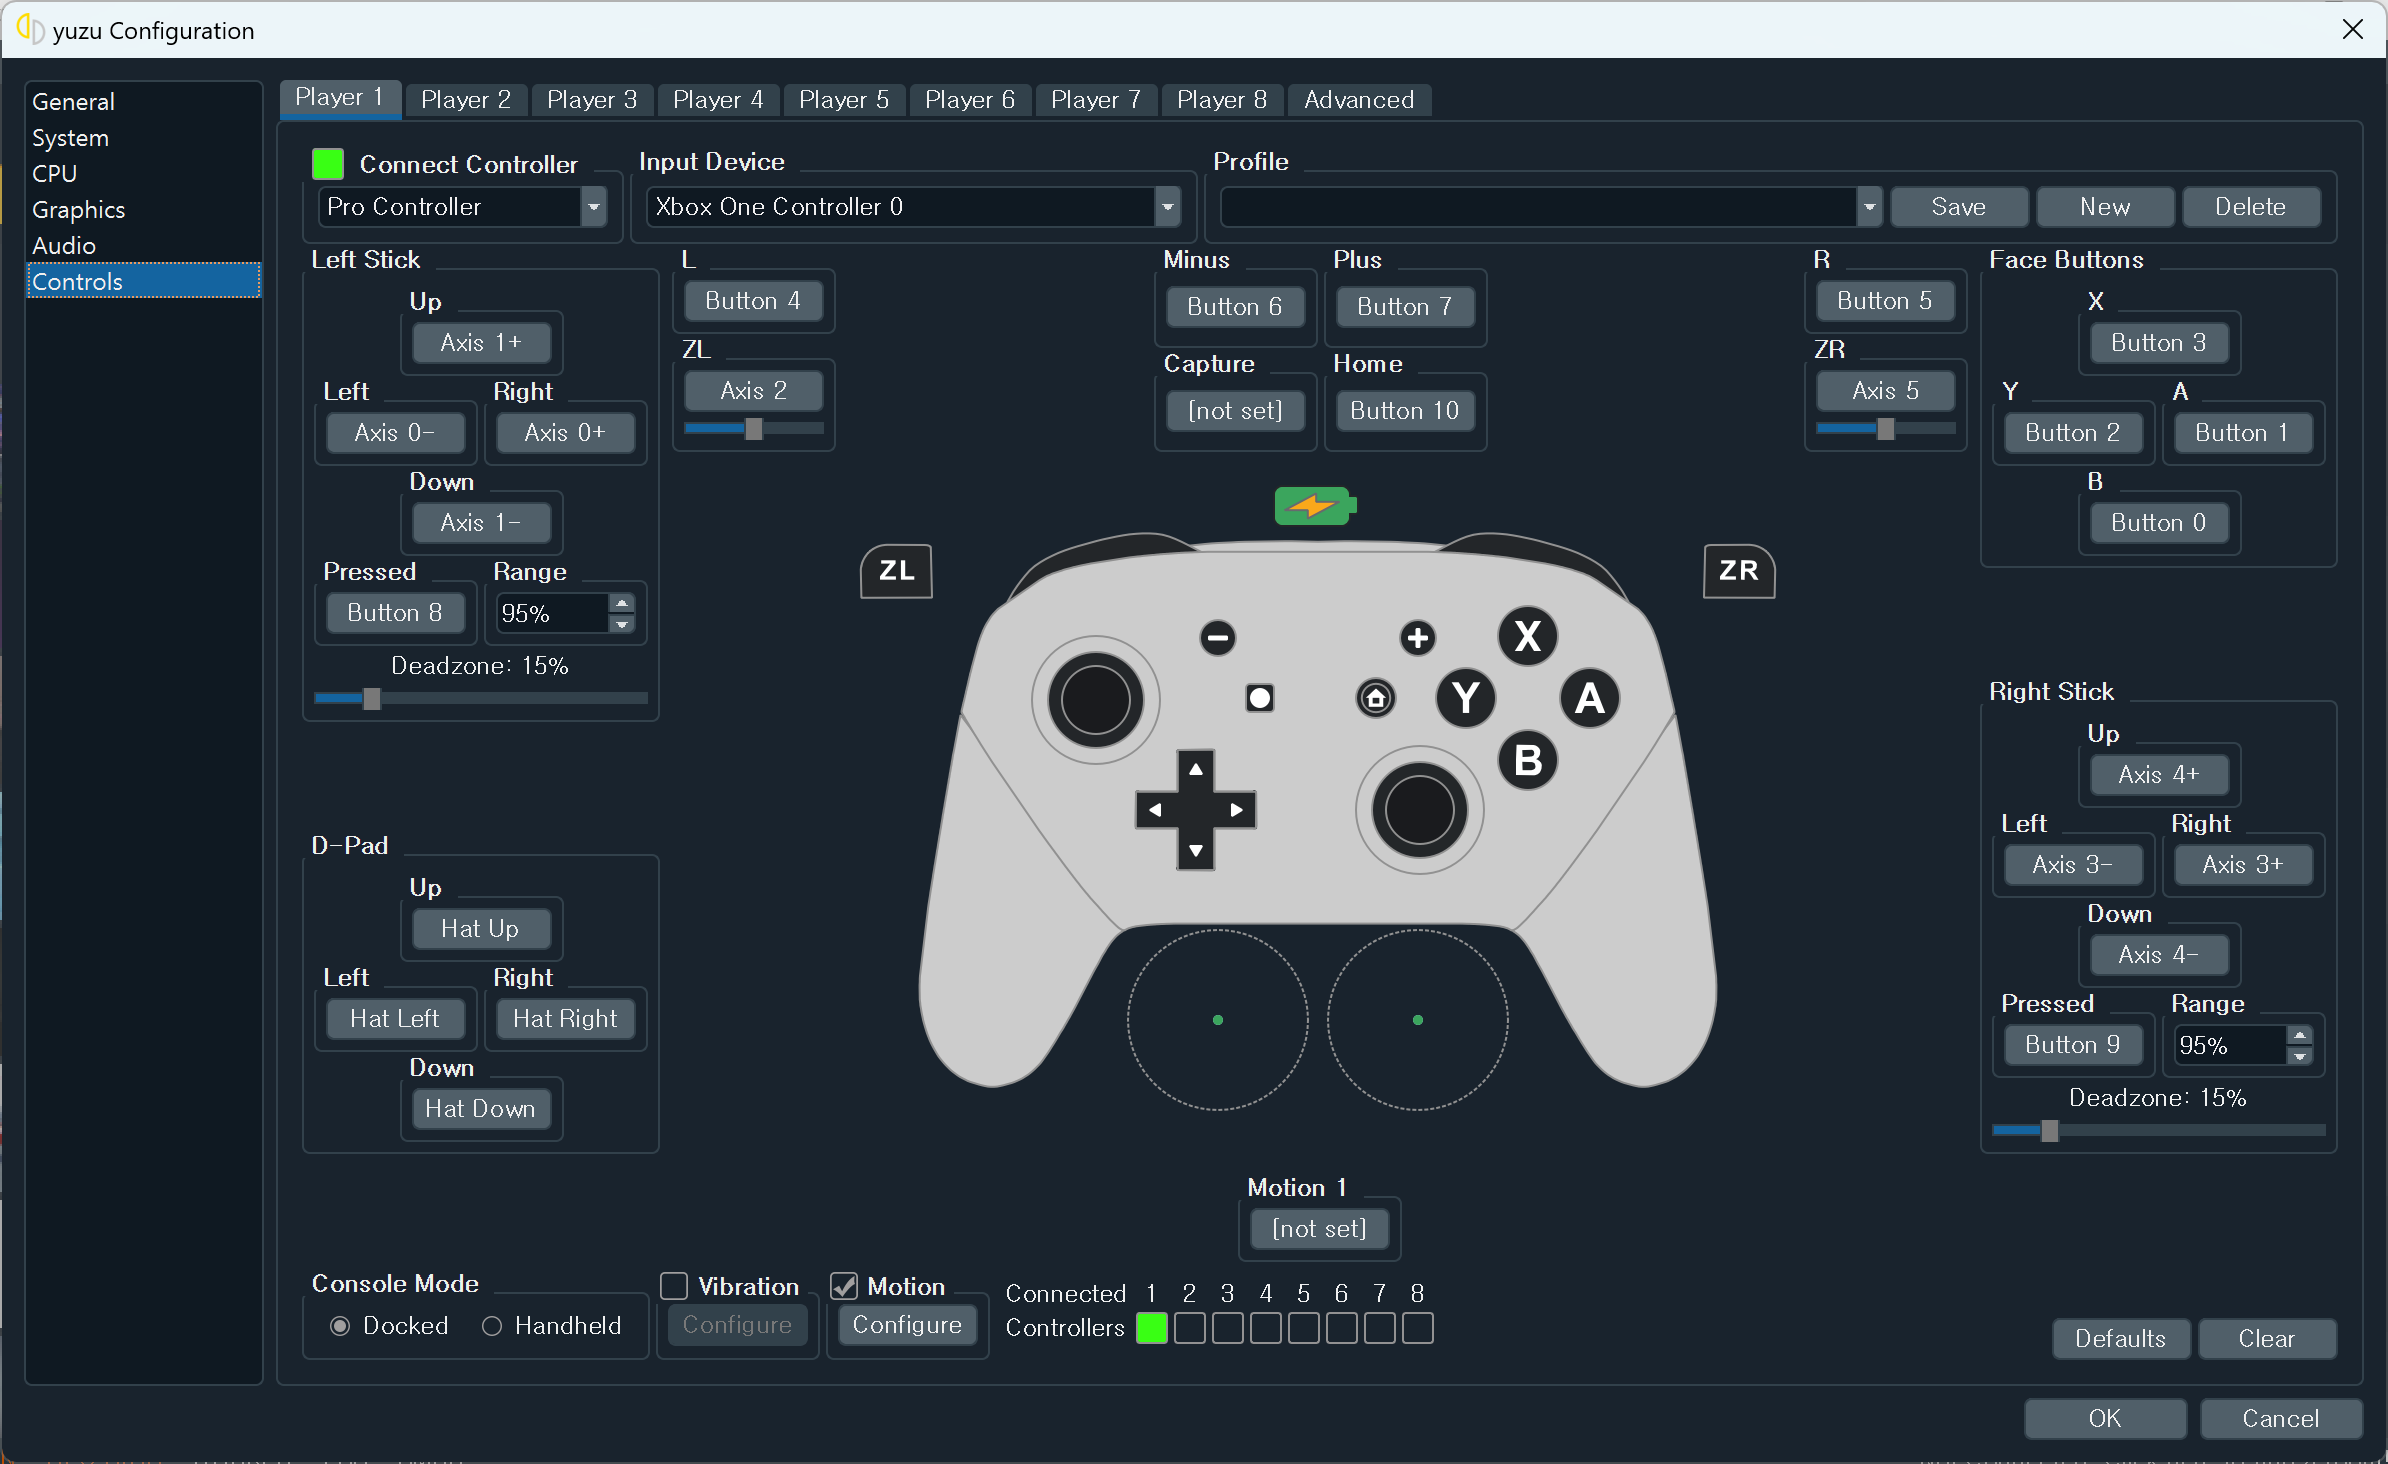 yuzu Configuration
General
System
CPU
Graphics
Audio
Controls
Player 1 Player 2 Player 3 Player 4 Player 5 Player 6 Player 7 Player 8 Advanced
Connect Controller Input Device Profile
Pro Controller Xbox One Controller 0 Save New Delete
Left Stick L Minus Plus R Face Buttons
Up Button 4 Button 6 Button 7 Button 5 X
Axis 1+ ZL Capture Home ZR Button 3
Left Right Axis 2 [not set] Button 10 Axis 5 Y A
Axis 0- Axis 0+ Button 2 Button 1
Down B
Axis 1- Button 0
Pressed Range ZL ZR
Button 8 95% X
Deadzone: 15% Y A
B
Right Stick
Up
Axis 4+
D-Pad Left Right
Up Axis 3- Axis 3+
Hat Up Down
Left Right Axis 4-
Hat Left Hat Right Pressed Range
Down Button 9 95%
Hat Down Deadzone: 15%
Motion 1
[not set]
Console Mode Vibration Motion Connected 1 2 3 4 5 6 7 8
Docked Handheld Configure Configure Controllers
Defaults Clear
OK Cancel